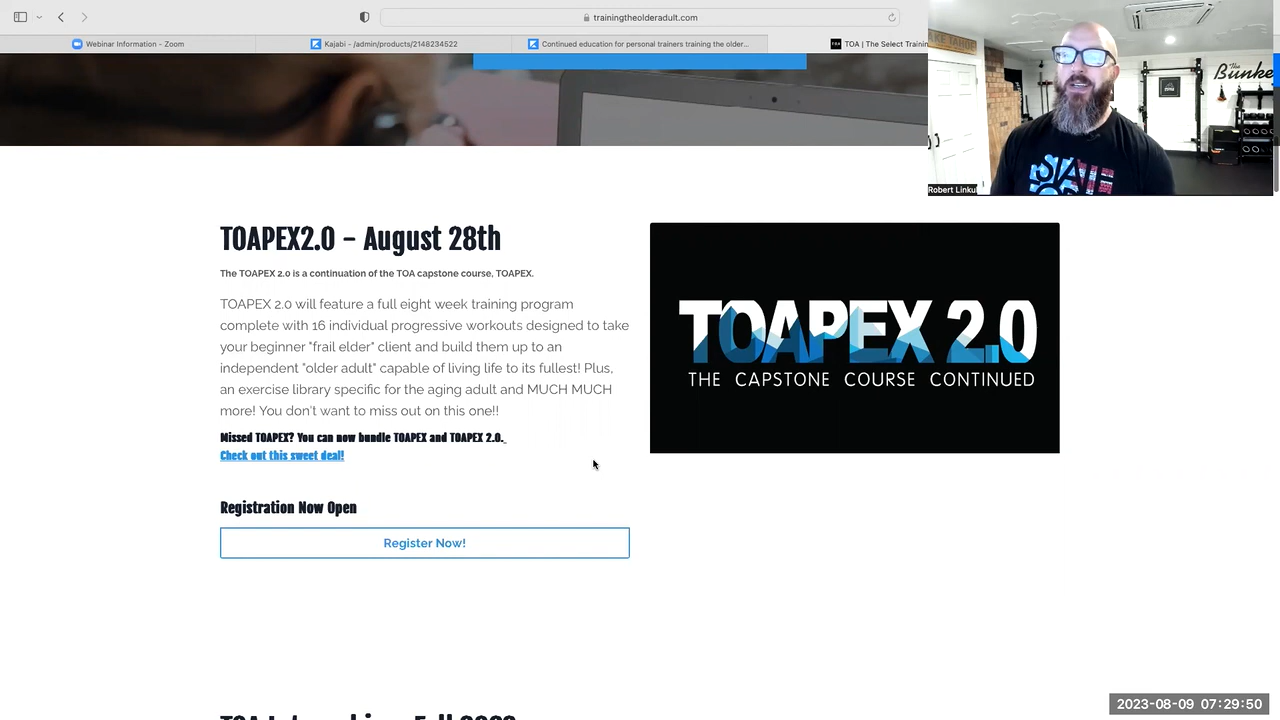 trainingtheolderadult.com
Webinar Information - Zoom
Kajabi - /admin/products/2148234522
Continued education for personal trainers training the older...
TOA | The Select Trainin
The
Bunke
Robert Linkul
TOAPEX2.0 - August 28th
The TOAPEX 2.0 is a continuation of the TOA capstone course, TOAPEX.
TOAPEX 2.0 will feature a full eight week training program
complete with 16 individual progressive workouts designed to take
your beginner "frail elder" client and build them up to an
independent "older adult" capable of living life to its fullest! Plus,
an exercise library specific for the aging adult and MUCH MUCH
more! You don't want to miss out on this one!!
Missed TOAPEX? You can now bundle TOAPEX and TOAPEX 2.0.
Check out this sweet deal!
TOAPEX 2.0
THE CAPSTONE COURSE CONTINUED
Registration Now Open
Register Now!
2023-08-09 07:29:50